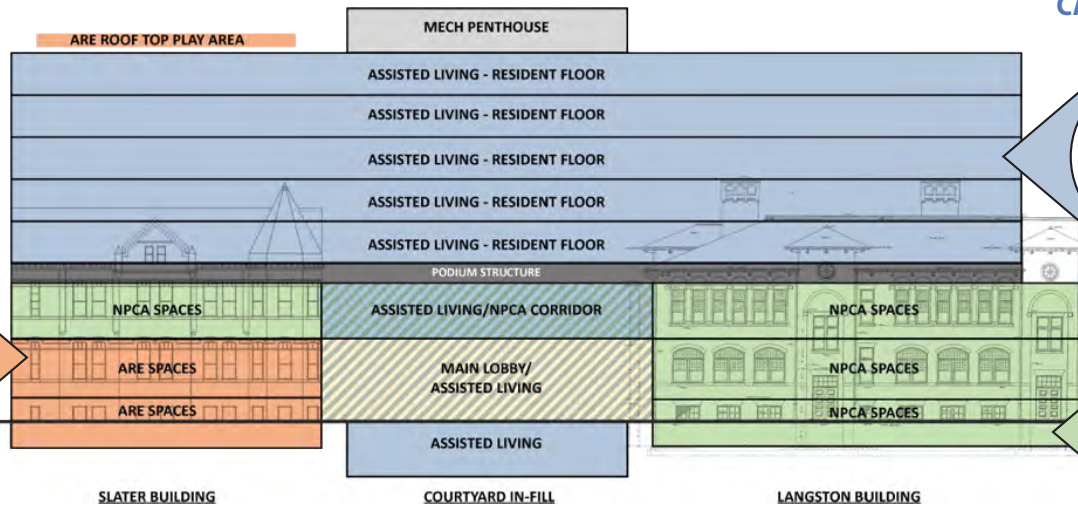 ARE ROOF TOP PLAY AREA
MECH PENTHOUSE
ASSISTED LIVING - RESIDENT FLOOR
ASSISTED LIVING - RESIDENT FLOOR
ASSISTED LIVING - RESIDENT FLOOR
ASSISTED LIVING - RESIDENT FLOOR
ASSISTED LIVING - RESIDENT FLOOR
PODIUM STRUCTURE
NPCA SPACES
ASSISTED LIVING/NPCA CORRIDOR
NPCA SPACES
ARE SPACES
MAIN LOBBY/
ASSISTED LIVING
NPCA SPACES
ARE SPACES
NPCA SPACES
ASSISTED LIVING
SLATER BUILDING
COURTYARD IN-FILL
LANGSTON BUILDING